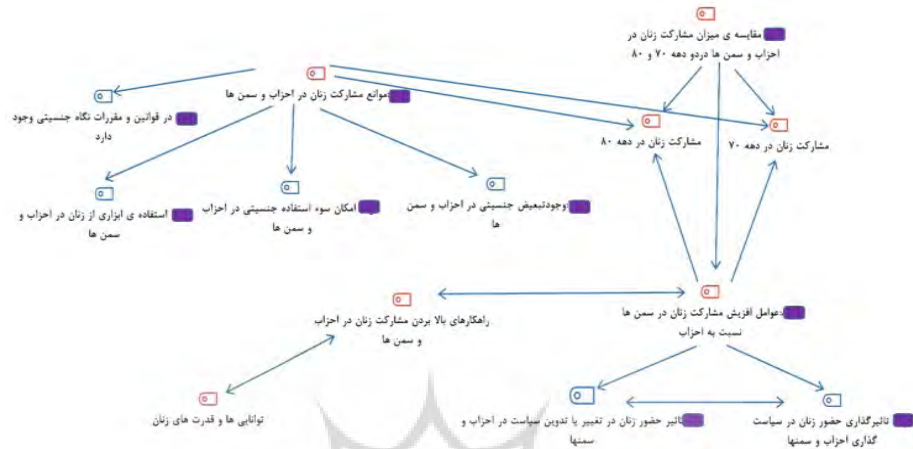 مقایسه ی میزان مشارکت زنان در
احزاب و سمن ها دردو دهه ۷۰ و ۸۰
موانع مشارکت زنان در احزاب و سمن ها
در قوانین و مقررات نگاه جنسیتی وجود
دارد
مشارکت زنان در دهه ۸۰
مشارکت زنان در دهه ۷۰
استفاده ی ابزاری از زنان در احزاب و
سمن ها
امکان سوء استفاده جنسیتی در احزاب
و سمن ها
وجودتبعیض جنسیتی در احزاب و سمن
ها
عوامل افزیش مشارکت زنان در سمن ها
نسبت به احزاب
راهکارهای بالا بردن مشارکت زنان در احزاب
و سمن ها
توانایی ها و قدرت های زنان
تاثیر حضور زنان در تغییر یا تدوین سیاست در احزاب و
سمنها
تاثیرگذاری حضور زنان در سیاست
گذاری احزاب و سمنها